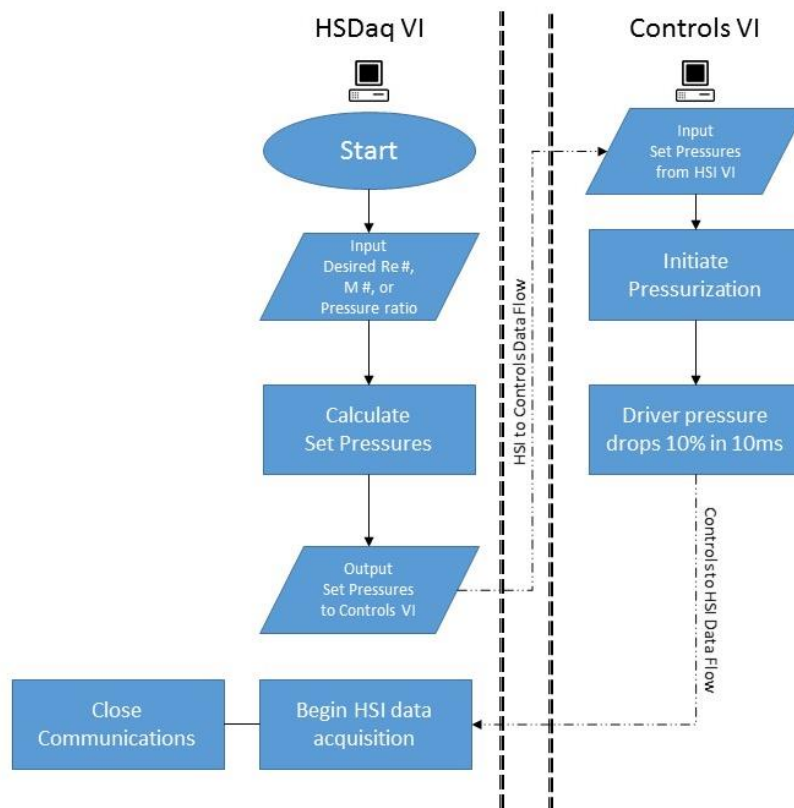 HSDaq VI
Start
Input
Desired Re #,
M #, or
Pressure ratio
Calculate
Set Pressures
Output
Set Pressures
to Controls VI
Begin HSI data
acquisition
Close
Communications
HSI to Controls Data Flow
Controls VI
Input
Set Pressures
from HSI VI
Initiate
Pressurization
Driver pressure
drops 10% in 10ms
Controls to HSI Data Flow